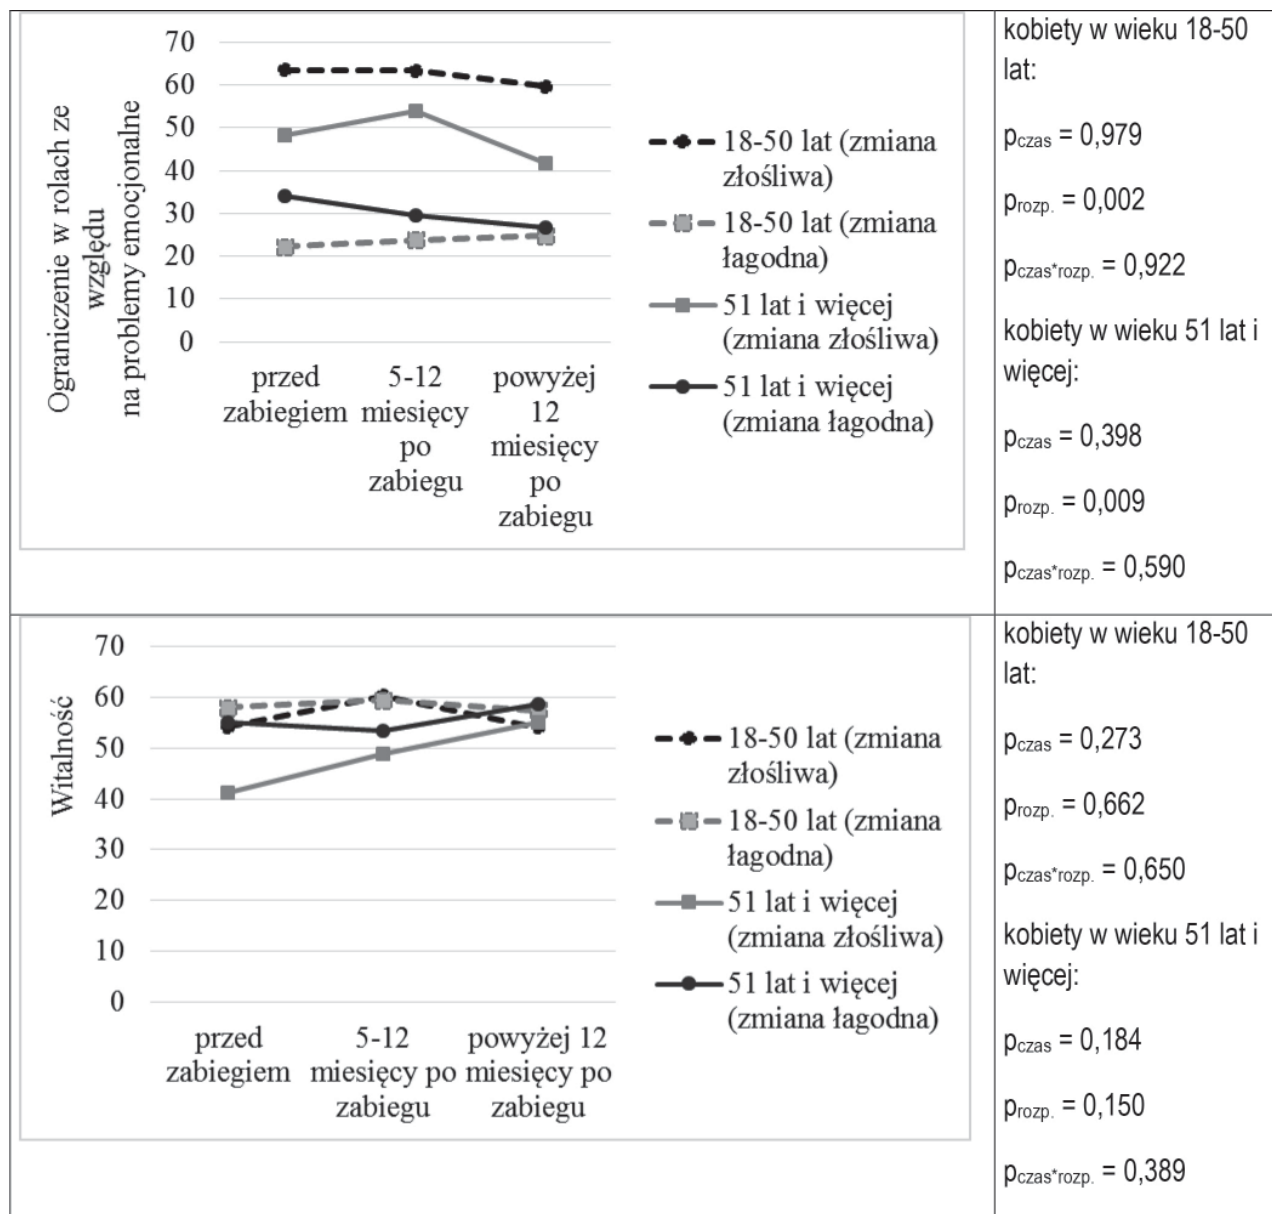 Ograniczenie w rolach ze
względu
na problemy emocjonalne
70
60
50
40
30
20
10
0
przed
zabiegiem
5-12
miesięcy
po
zabiegu
powyżej
12
miesięcy
po
zabiegu
18-50 lat (zmiana
złośliwa)
18-50 lat (zmiana
łagodna)
51 lat i więcej
(zmiana złośliwa)
51 lat i więcej
(zmiana łagodna)
kobiety w wieku 18-50
lat:
pczas = 0,979
prozp. = 0,002
pczas*rozp. = 0,922
kobiety w wieku 51 lat i
więcej:
pczas = 0,398
prozp. = 0,009
pczas*rozp. = 0,590
Witalność
70
60
50
40
30
20
10
0
przed
zabiegiem
5-12
miesięcy po
zabiegu
powyżej 12
miesięcy po
zabiegu
18-50 lat (zmiana
złośliwa)
18-50 lat (zmiana
łagodna)
51 lat i więcej
(zmiana złośliwa)
51 lat i więcej
(zmiana łagodna)
kobiety w wieku 18-50
lat:
pczas = 0,273
prozp. = 0,662
pczas*rozp. = 0,650
kobiety w wieku 51 lat i
więcej:
pczas = 0,184
prozp. = 0,150
pczas*rozp. = 0,389